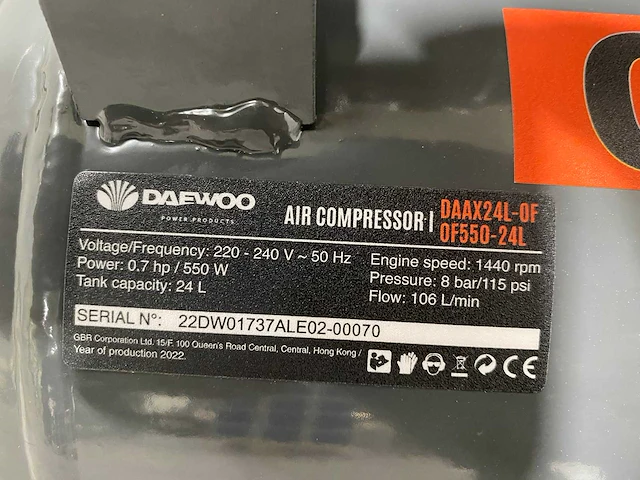 DAEWOO
POWER PRODUCTS
AIR COMPRESSOR | DAAX24L-OF
OF550-24L
Voltage/Frequency: 220 - 240 V ~ 50 Hz
Power: 0.7 hp / 550 W
Tank capacity: 24 L
Engine speed: 1440 rpm
Pressure: 8 bar/115 psi
Flow: 106 L/min
SERIAL N°: 22DW01737ALE02-00070
GBR Corporation Ltd. 15/F. 100 Queen's Road Central, Central, Hong Kong /
Year of production 2022.
CE